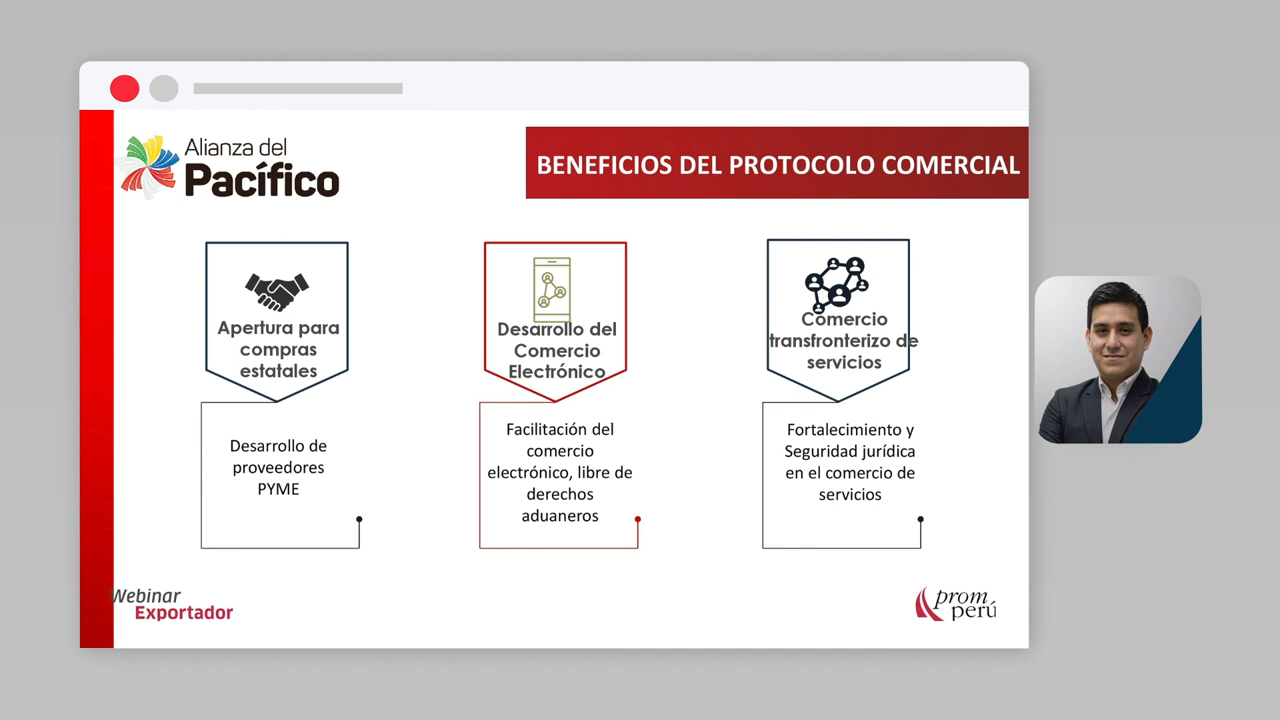 Alianza del
Pacífico
BENEFICIOS DEL PROTOCOLO COMERCIAL
Apertura para
compras
estatales
Desarrollo de
proveedores
PYME
Desarrollo del
Comercio
Electrónico
Facilitación del
comercio
electrónico, libre de
derechos
aduaneros
Comercio
transfronterizo de
servicios
Fortalecimiento y
Seguridad jurídica
en el comercio de
servicios
Webinar
Exportador
prom
perú